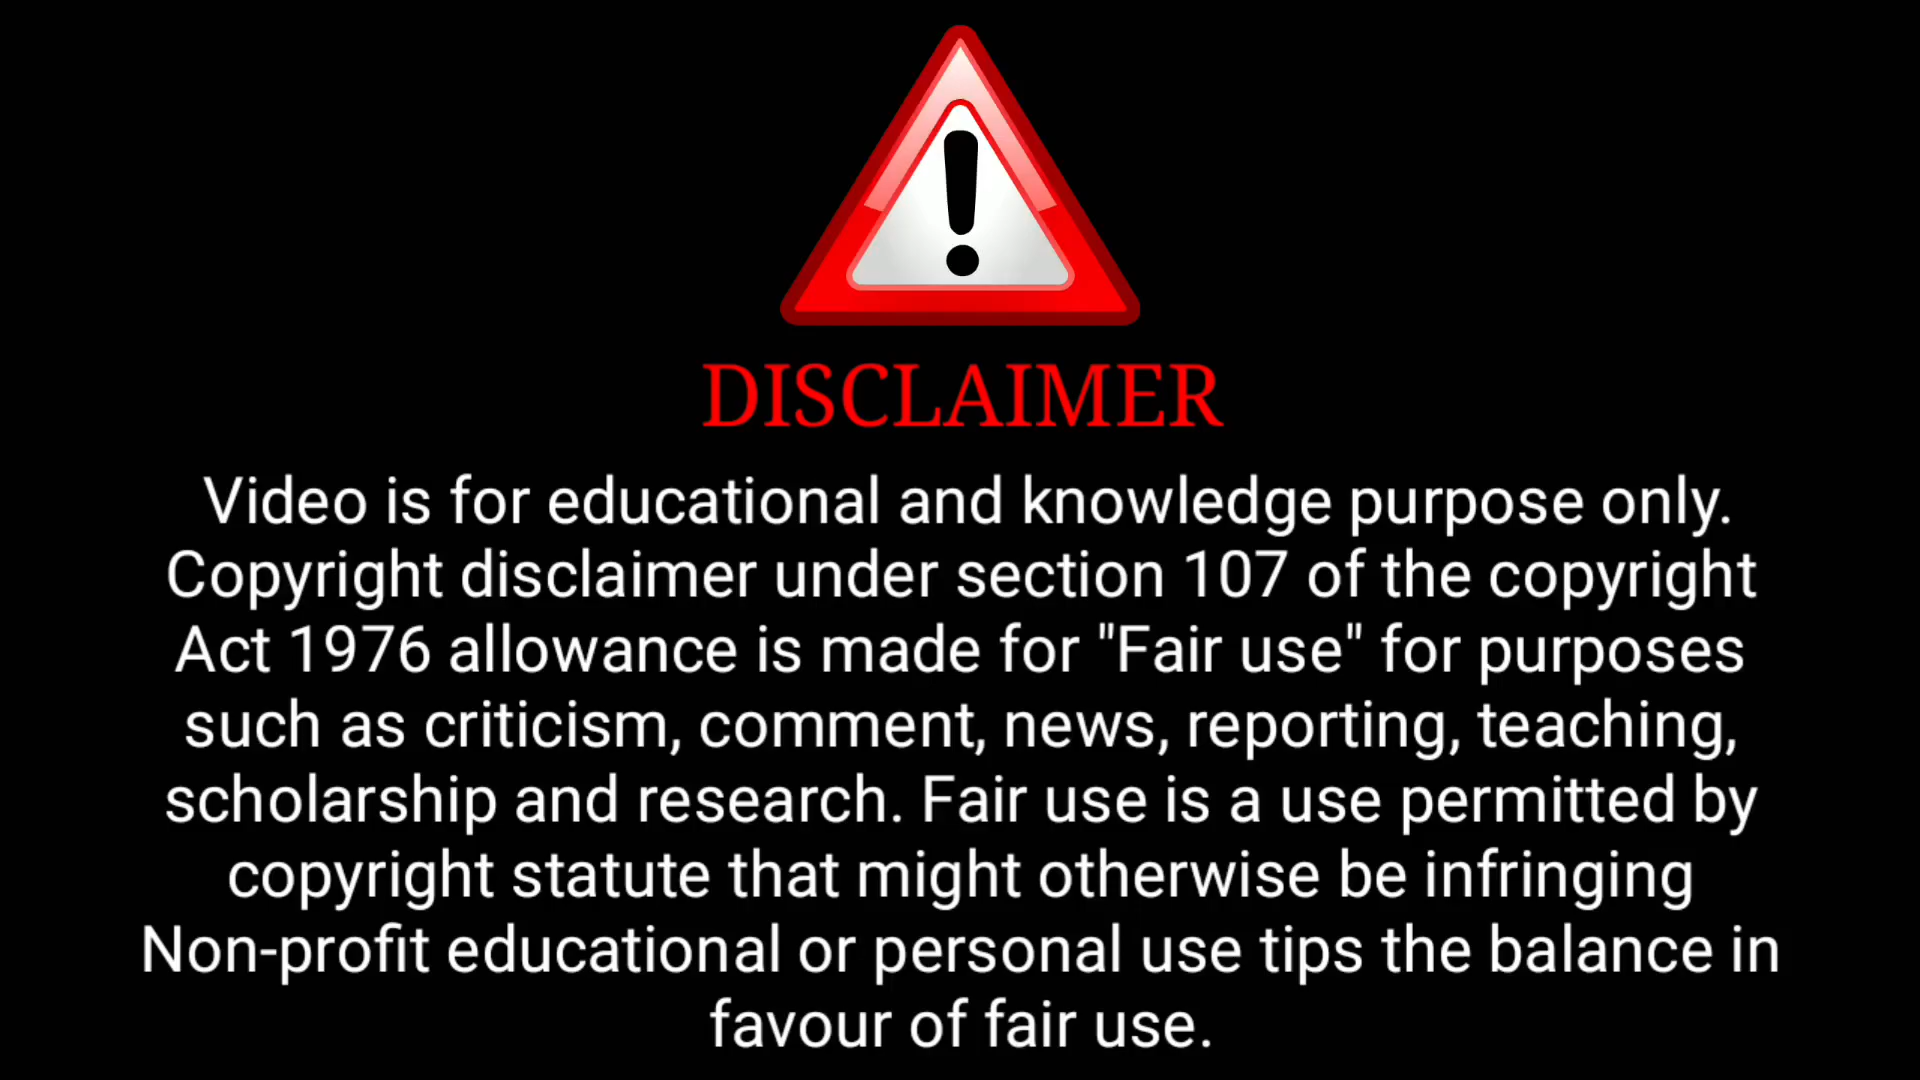 DISCLAIMER
Video is for educational and knowledge purpose only.
Copyright disclaimer under section 107 of the copyright
Act 1976 allowance is made for "Fair use" for purposes
such as criticism, comment, news, reporting, teaching,
scholarship and research. Fair use is a use permitted by
copyright statute that might otherwise be infringing
Non-profit educational or personal use tips the balance in
favour of fair use.